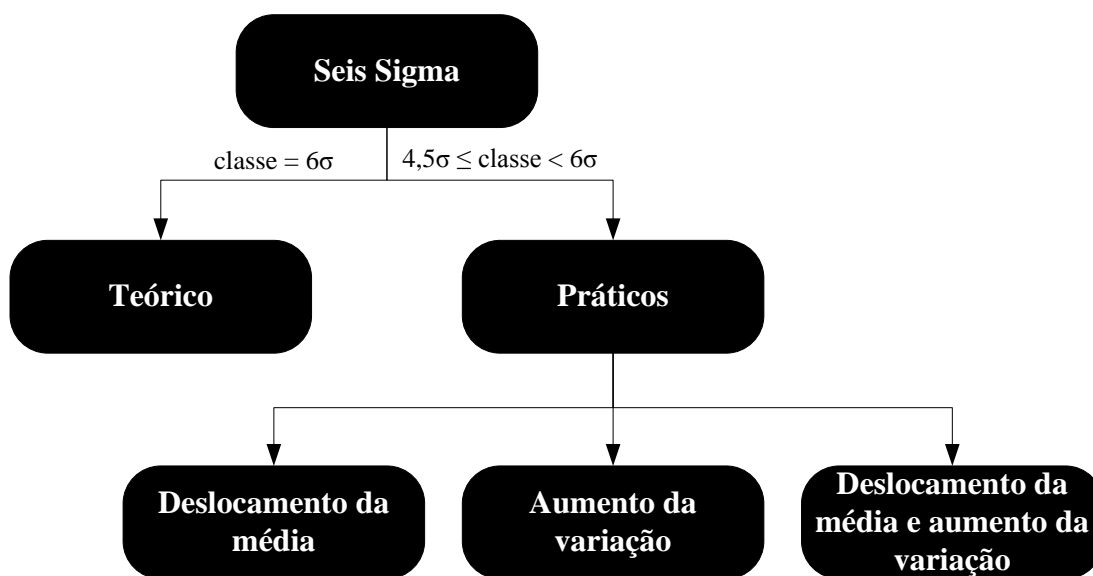 Seis Sigma
classe = 6σ
4,5σ ≤ classe < 6σ
Teórico
Práticos
Deslocamento da
média
Aumento da
variação
Deslocamento da
média e aumento da
variação